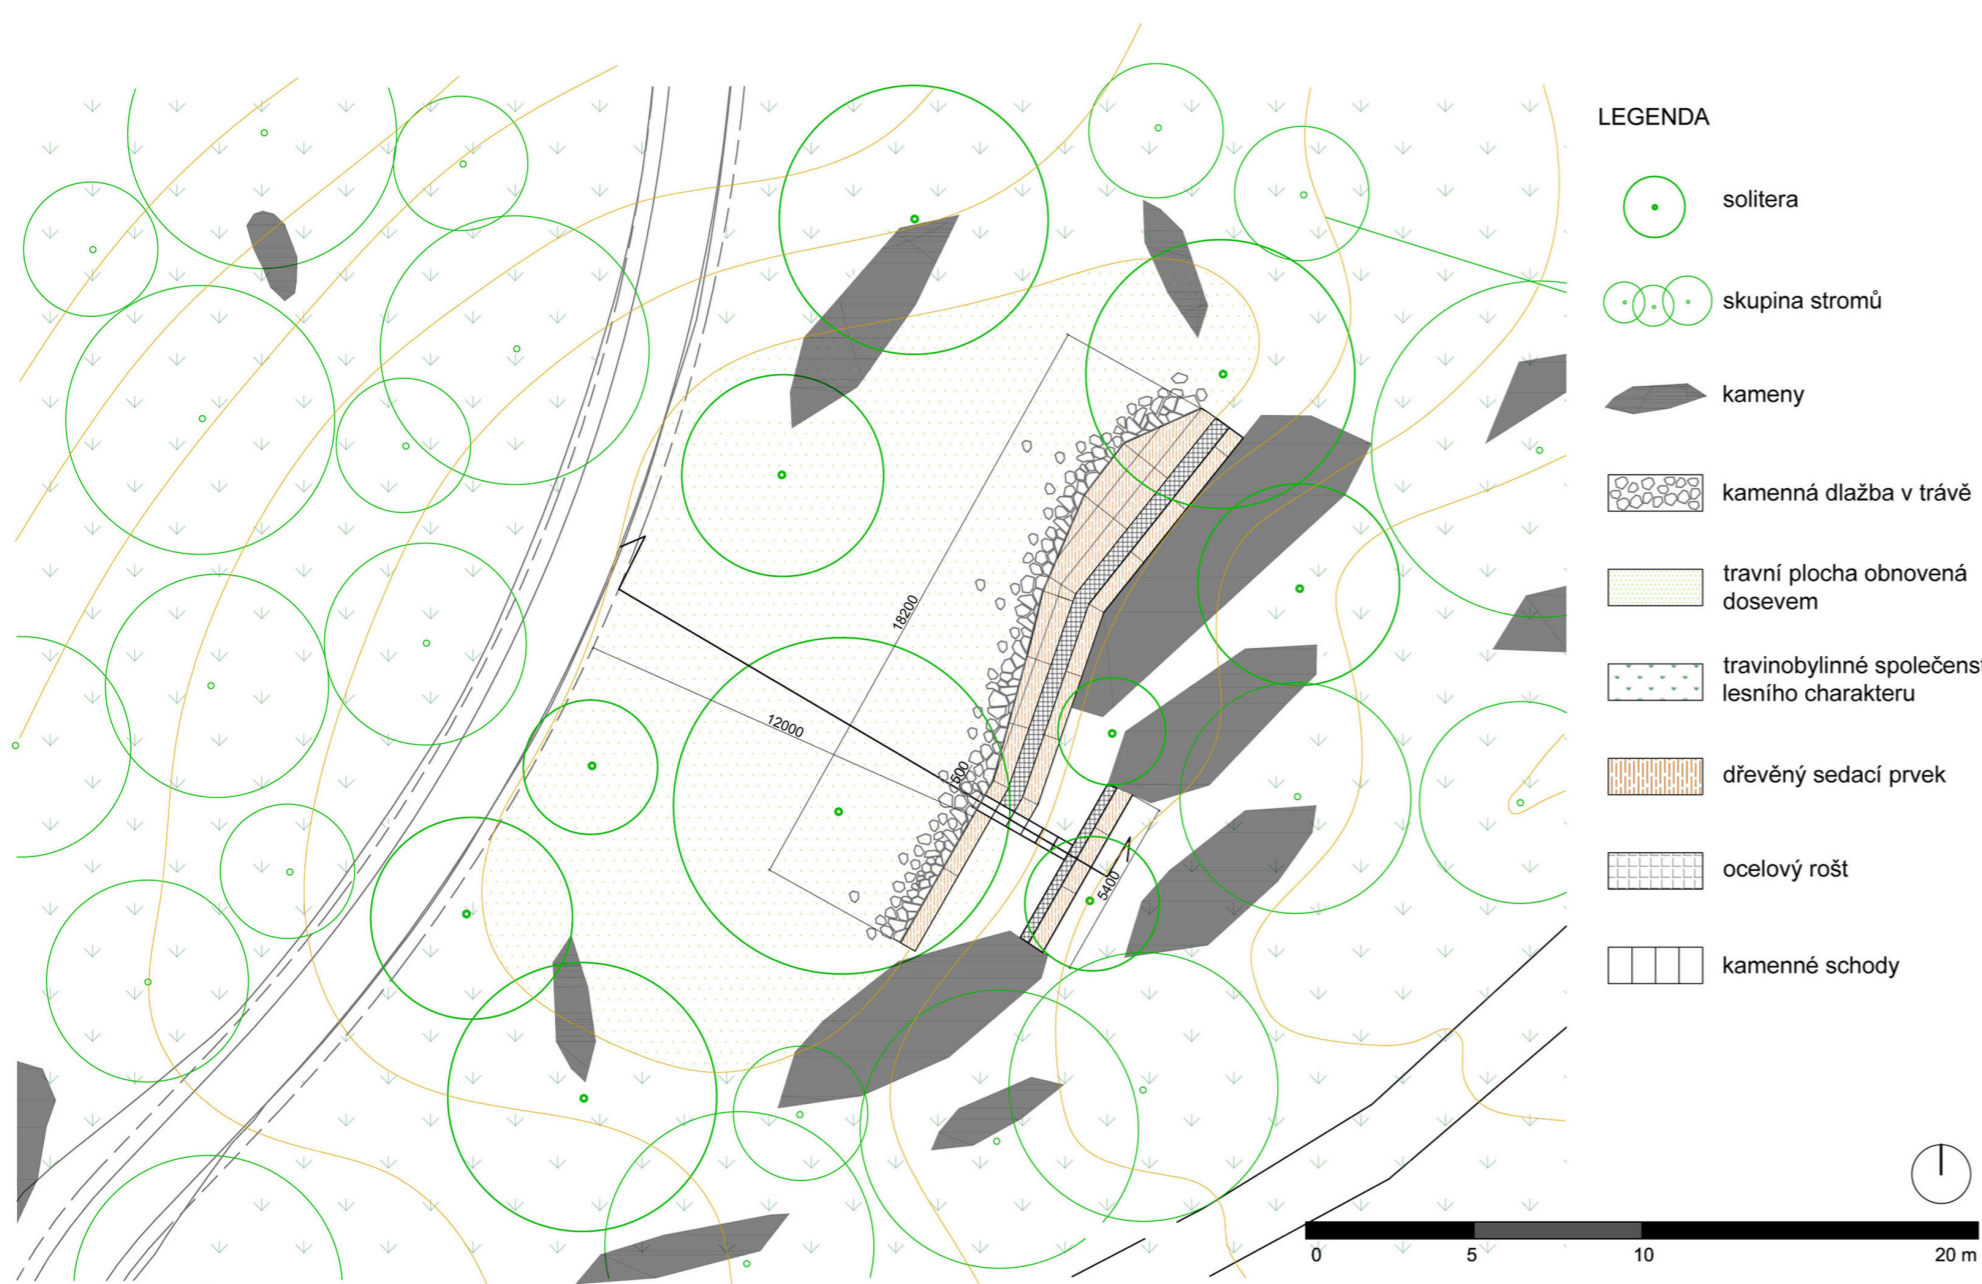 LEGENDA
solitera
skupina stromů
kameny
kamenná dlažba v trávě
travní plocha obnovená
dosevem
travinobylinné společenst
lesního charakteru
dřevěný sedací prvek
ocelový rošt
kamenné schody
18200
12000
5400
0 5 10 20 m